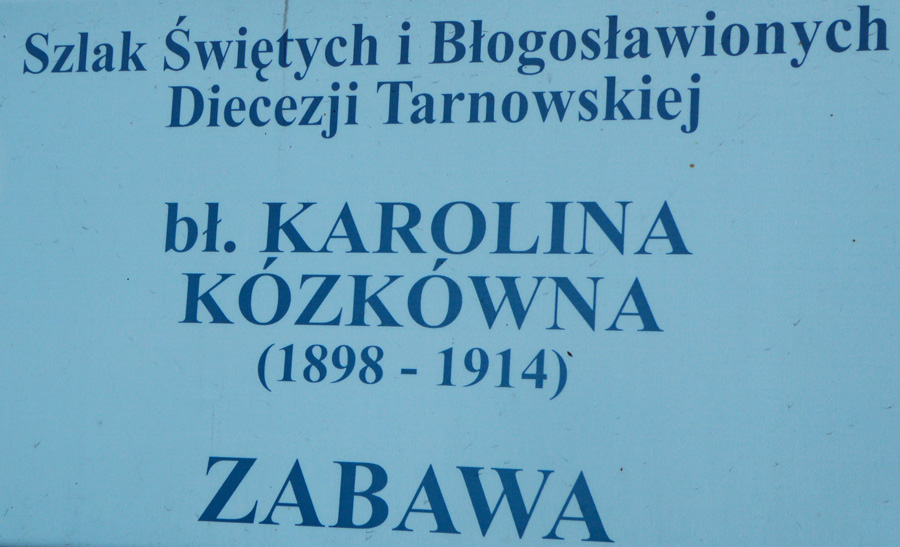 Szlak Świętych i Błogosławionych
Diecezji Tarnowskiej
bł. KAROLINA
KÓZKÓWNA
(1898 - 1914)
ZABAWA